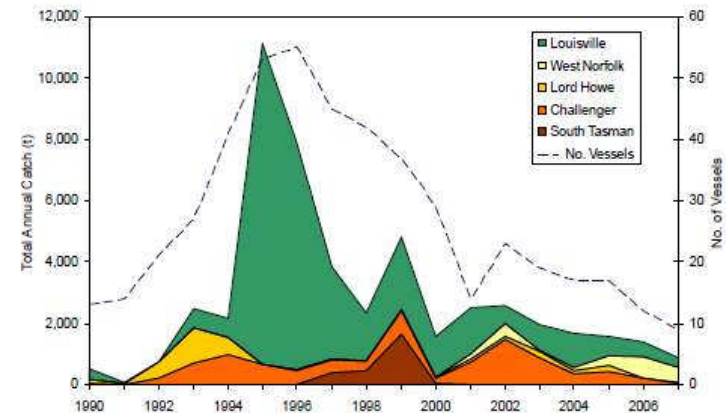 12,000
10,000
8,000
6,000
4,000
2,000
0
Total Annual Catch (t)
60
50
40
30
20
10
0
No. of Vessels
Louisville
West Norfolk
Lord Howe
Challenger
South Tasman
No. Vessels
1990 1992 1994 1996 1998 2000 2002 2004 2006